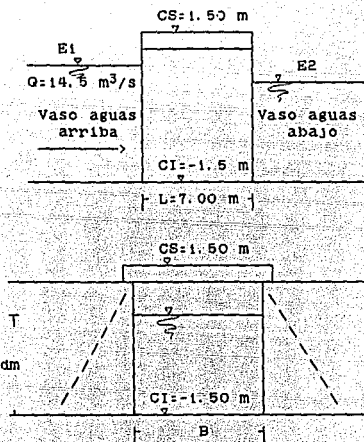 CS=1.50 m
E1
E2
Q=14.5 m³/s
Vaso aguas arriba
Vaso aguas abajo
CI=-1.5 m
L=7.00 m
CS=1.50 m
T
dm
CI=-1.50 m
B